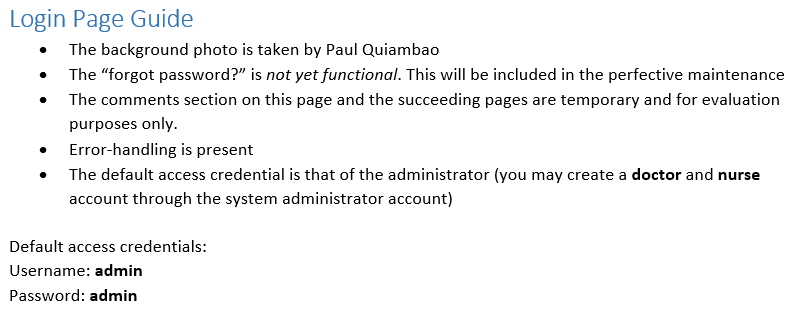 Login Page Guide
• The background photo is taken by Paul Quiambao
• The “forgot password?” is not yet functional. This will be included in the perfective maintenance
• The comments section on this page and the succeeding pages are temporary and for evaluation
purposes only.
• Error-handling is present
• The default access credential is that of the administrator (you may create a doctor and nurse
account through the system administrator account)
Default access credentials:
Username: admin
Password: admin